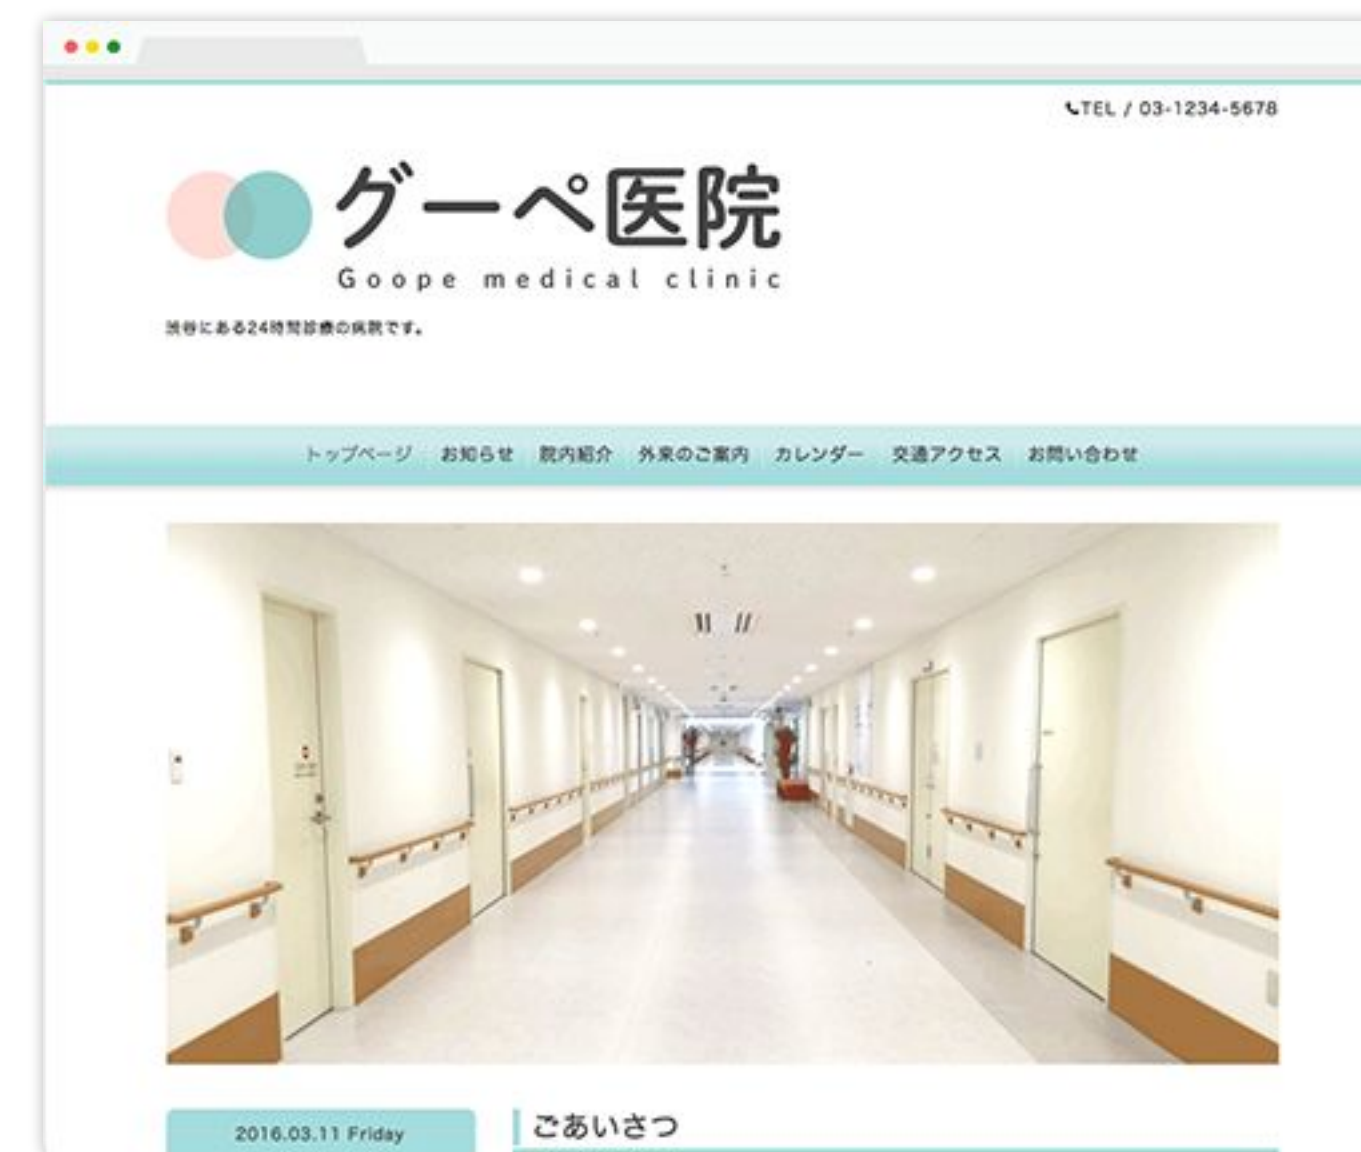 TEL / 03-1234-5678
グーペ医院
Goope medical clinic
渋谷にある24時間診療の病院です。
トップページ お知らせ 院内紹介 外来のご案内 カレンダー 交通アクセス お問い合わせ
2016.03.11 Friday
ごあいさつ